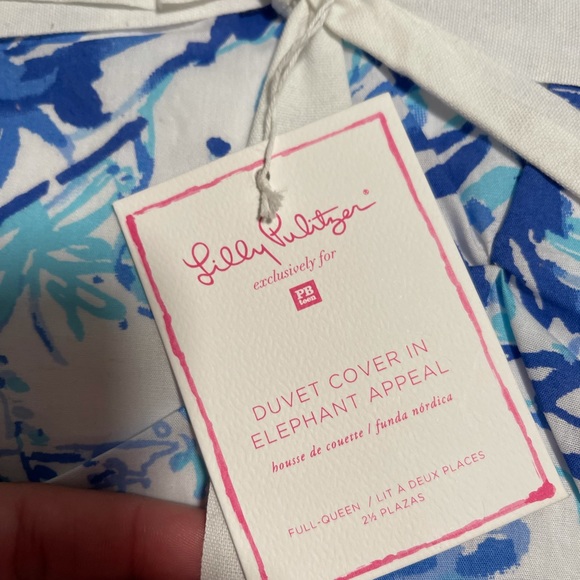 Lilly Pulitzer®
exclusively for
PB
teen
DUVET COVER IN
ELEPHANT APPEAL
housse de couette / funda nórdica
FULL-QUEEN / LIT À DEUX PLACES
2½ PLAZAS